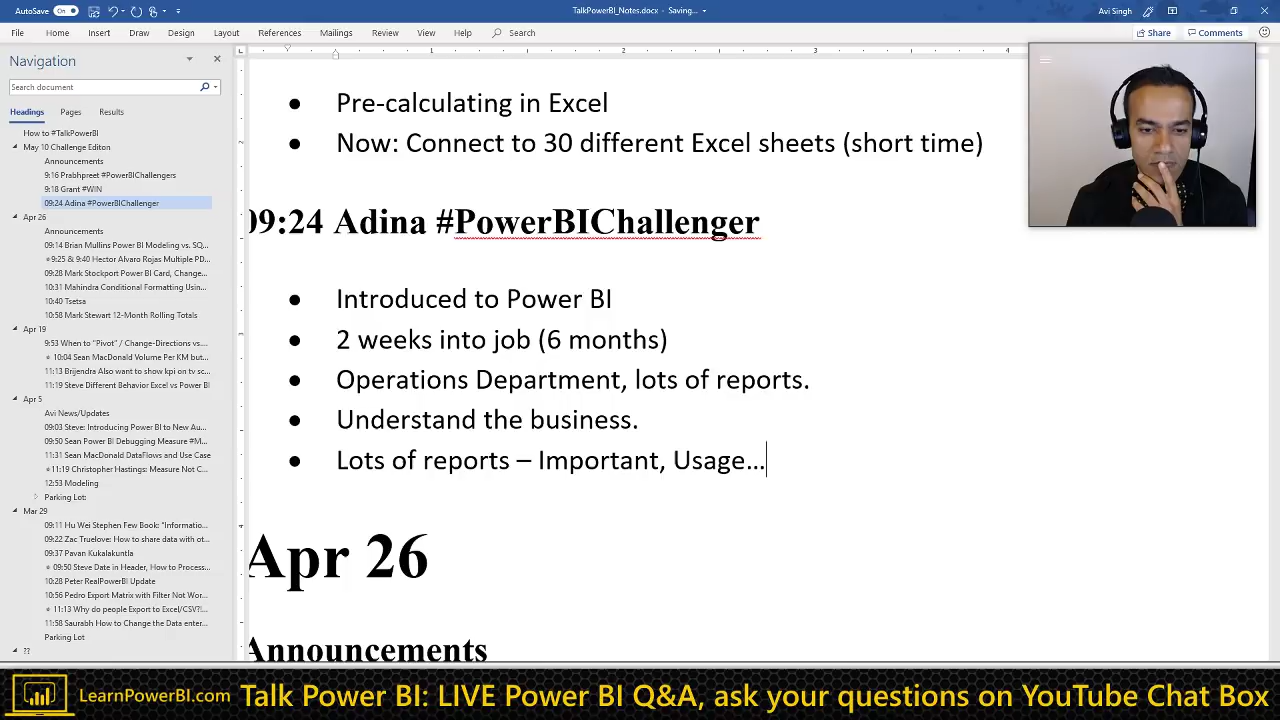 AutoSave On
TalkPowerBI_Notes.docx - Saving...
Avi Singh
File Home Insert Draw Design Layout References Mailings Review View Help Search
Share Comments
Navigation
Search document
Headings Pages Results
How to #TalkPowerBI
May 10 Challenge Editon
Announcements
9:16 Prabhpreet #PowerBIChallengers
9:18 Grant #WIN
09:24 Adina #PowerBIChallenger
Apr 26
Announcements
09:14 Brian Mullins Power BI Modeling vs. SQ...
9:25 & 9:40 Hector Alvaro Rojas Multiple PD...
09:28 Mark Stockport Power BI Card, Change...
10:31 Mahindra Conditional Formatting Usin...
10:40 Tsetsa
10:58 Mark Stewart 12-Month Rolling Totals
Apr 19
9:53 When to "Pivot" / Change-Directions vs...
10:04 Sean MacDonald Volume Per KM but...
11:13 Brijendra Also want to show kpi on tv sc...
11:19 Steve Different Behavior Excel vs Power BI
Apr 5
Avi News/Updates
09:03 Steve: Introducing Power BI to New Au...
09:50 Sean Power BI Debugging Measure #M...
11:31 Sean MacDonald DataFlows and Use Case
11:19 Christopher Hastings: Measure Not C...
12:53 Modeling
Parking Lot:
Mar 29
09:11 Hu Wei Stephen Few Book: "Informatio...
09:22 Zac Truelove: How to share data with ot...
09:37 Pavan Kukalakuntla
09:50 Steve Date in Header, How to Process...
10:28 Peter RealPowerBI Update
10:56 Pedro Export Matrix with Filter Not Wor...
11:13 Why do people Export to Excel/CSV?!...
11:58 Saurabh How to Change the Data enter...
Parking Lot
??
1 2 3 4
• Pre-calculating in Excel
• Now: Connect to 30 different Excel sheets (short time)
09:24 Adina #PowerBIChallenger
• Introduced to Power BI
• 2 weeks into job (6 months)
• Operations Department, lots of reports.
• Understand the business.
• Lots of reports – Important, Usage...
Apr 26
Announcements
LearnPowerBI.com Talk Power BI: LIVE Power BI Q&A, ask your questions on YouTube Chat Box